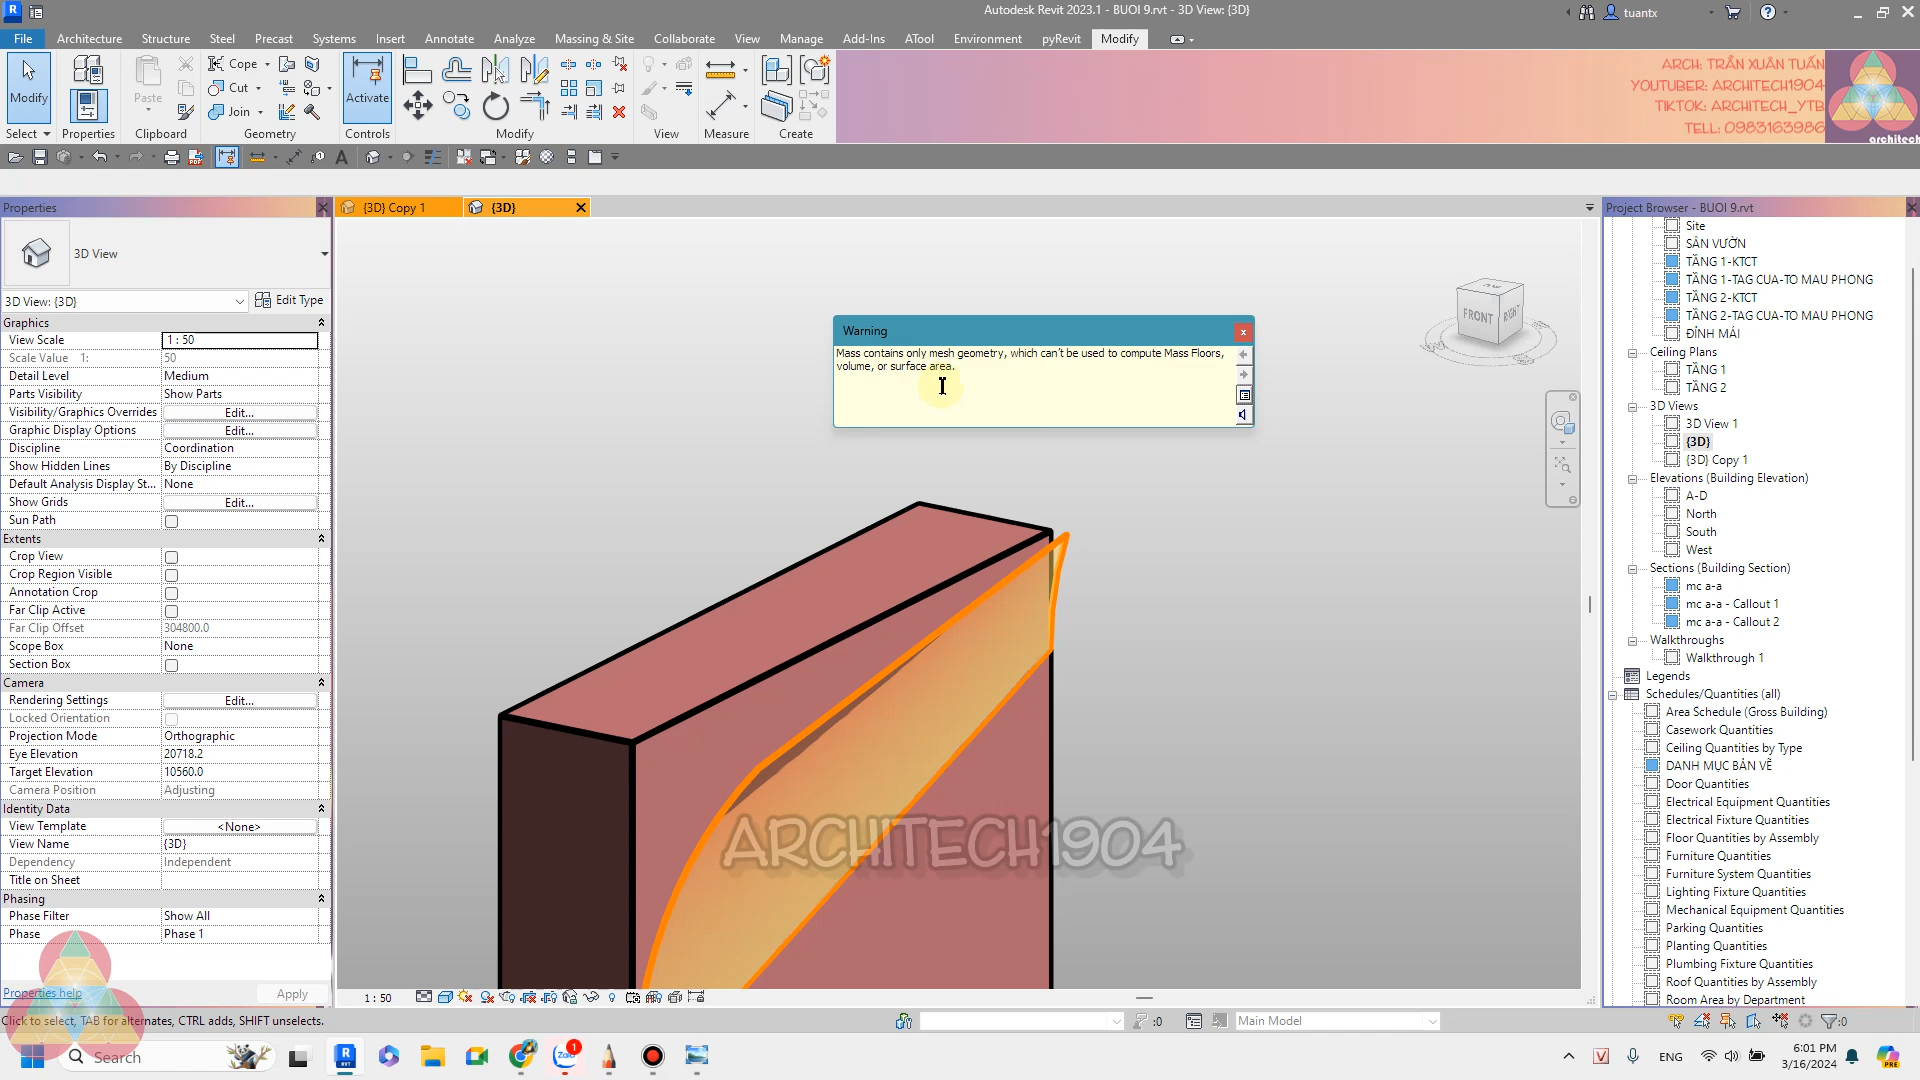 Autodesk Revit 2023.1 - BUOI 9.rvt - 3D View: {3D}
tuantx
File
Architecture
Structure
Steel
Precast
Systems
Insert
Annotate
Analyze
Massing & Site
Collaborate
View
Manage
Add-Ins
ATool
Environment
pyRevit
Modify
Modify
Paste
Cope
Cut
Join
Activate
Select
Properties
Clipboard
Geometry
Controls
Modify
View
Measure
Create
ARCH: TRẦN XUÂN TUẤN
YOUTUBER: ARCHITECH1904
TIKTOK: ARCHITECH_YTB
TELL: 0983163986
architech
Properties
3D View
3D View: {3D}
Edit Type
Graphics
View Scale 1 : 50
Scale Value 1: 50
Detail Level Medium
Parts Visibility Show Parts
Visibility/Graphics Overrides Edit...
Graphic Display Options Edit...
Discipline Coordination
Show Hidden Lines By Discipline
Default Analysis Display St... None
Show Grids Edit...
Sun Path
Extents
Crop View
Crop Region Visible
Annotation Crop
Far Clip Active
Far Clip Offset 304800.0
Scope Box None
Section Box
Camera
Rendering Settings Edit...
Locked Orientation
Projection Mode Orthographic
Eye Elevation 20718.2
Target Elevation 10560.0
Camera Position Adjusting
Identity Data
View Template <None>
View Name {3D}
Dependency Independent
Title on Sheet
Phasing
Phase Filter Show All
Phase Phase 1
Properties help
Apply
{3D} Copy 1
{3D}
Warning
Mass contains only mesh geometry, which can't be used to compute Mass Floors,
volume, or surface area.
FRONT
RIGHT
ARCHITECH1904
1 : 50
Project Browser - BUOI 9.rvt
Site
SÂN VƯỜN
TẦNG 1-KTCT
TẦNG 1-TAG CUA-TO MAU PHONG
TẦNG 2-KTCT
TẦNG 2-TAG CUA-TO MAU PHONG
ĐỈNH MÁI
Ceiling Plans
TẦNG 1
TẦNG 2
3D Views
3D View 1
{3D}
{3D} Copy 1
Elevations (Building Elevation)
A-D
North
South
West
Sections (Building Section)
mc a-a
mc a-a - Callout 1
mc a-a - Callout 2
Walkthroughs
Walkthrough 1
Legends
Schedules/Quantities (all)
Area Schedule (Gross Building)
Casework Quantities
Ceiling Quantities by Type
DANH MỤC BẢN VẼ
Door Quantities
Electrical Equipment Quantities
Electrical Fixture Quantities
Floor Quantities by Assembly
Furniture Quantities
Furniture System Quantities
Lighting Fixture Quantities
Mechanical Equipment Quantities
Parking Quantities
Planting Quantities
Plumbing Fixture Quantities
Roof Quantities by Assembly
Room Area by Department
Click to select, TAB for alternates, CTRL adds, SHIFT unselects.
:0
Main Model
:0
Search
Zalo
1
ENG
6:01 PM
3/16/2024
PRE